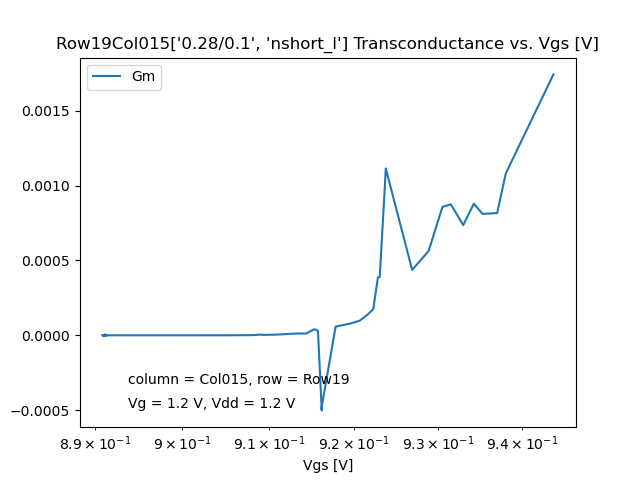 Row19Col015['0.28/0.1', 'nshort_l'] Transconductance vs. Vgs [V]
Gm
0.0015
0.0010
0.0005
0.0000
−0.0005
column = Col015, row = Row19
Vg = 1.2 V, Vdd = 1.2 V
8.9 × 10⁻¹ 9 × 10⁻¹ 9.1 × 10⁻¹ 9.2 × 10⁻¹ 9.3 × 10⁻¹ 9.4 × 10⁻¹
Vgs [V]